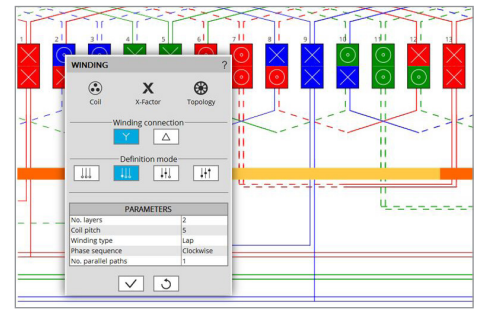 1 2 3 4 5 6 7 8 9 10 11 12 13
WINDING ?
Coil X X-Factor Topology
Winding connection
Definition mode
PARAMETERS
No. layers 2
Coil pitch 5
Winding type Lap
Phase sequence Clockwise
No. parallel paths 1